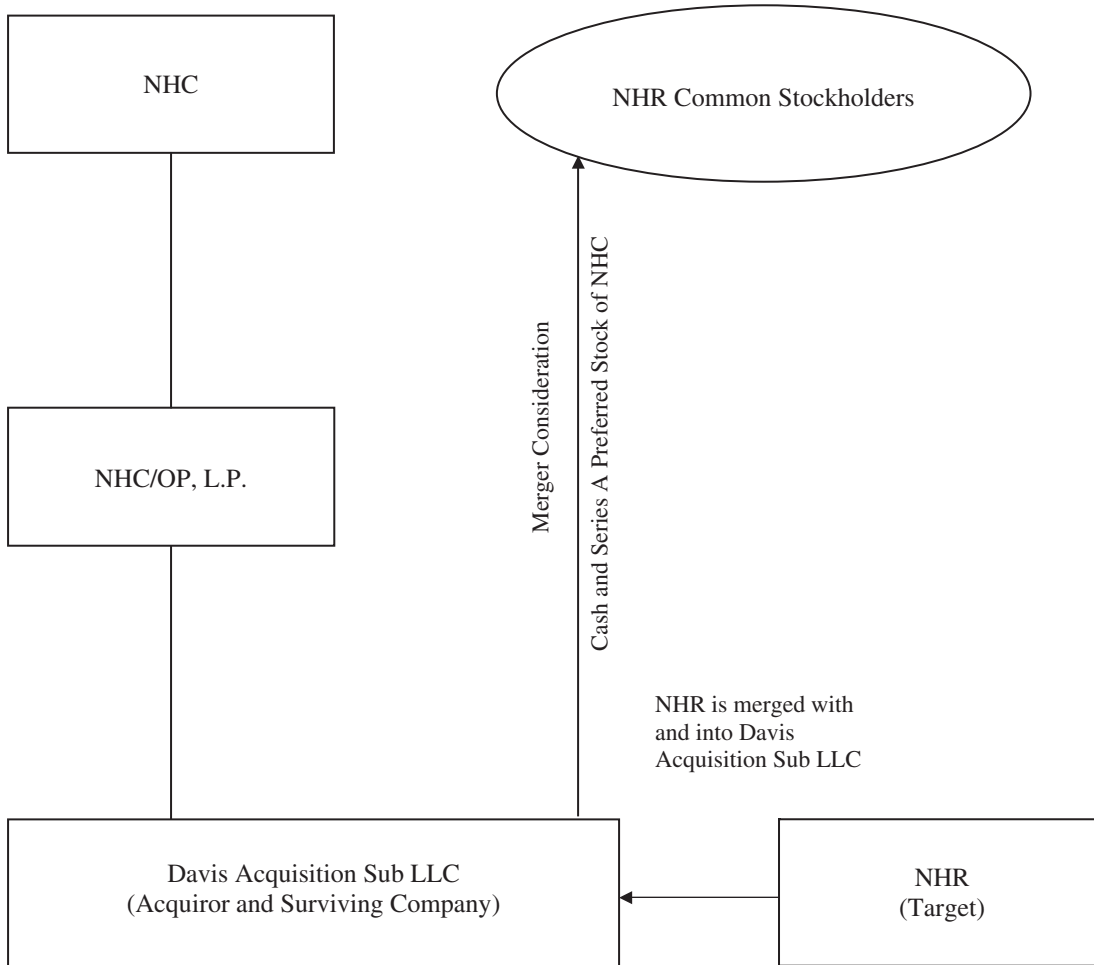 NHC
NHR Common Stockholders
Merger Consideration
Cash and Series A Preferred Stock of NHC
NHC/OP, L.P.
NHR is merged with
and into Davis
Acquisition Sub LLC
Davis Acquisition Sub LLC
(Acquiror and Surviving Company)
NHR
(Target)